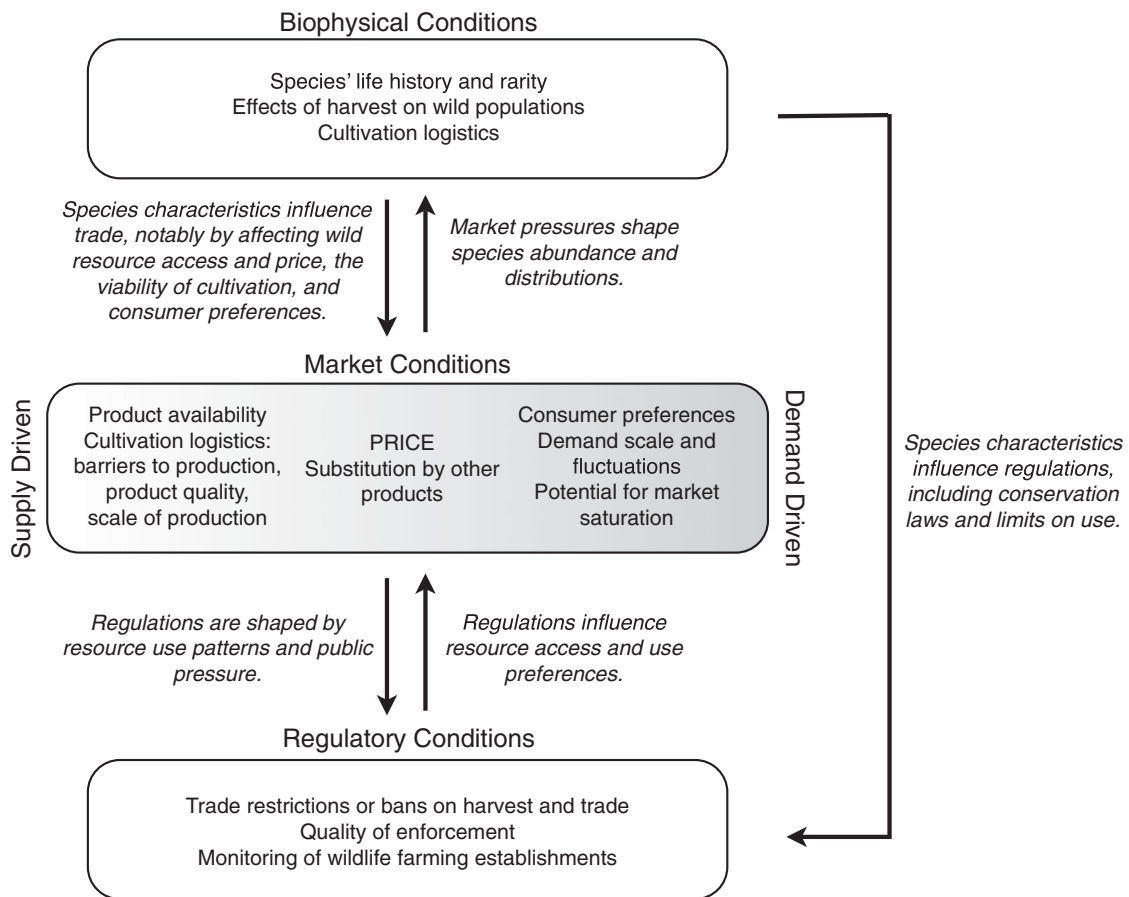 Biophysical Conditions
Species’ life history and rarity
Effects of harvest on wild populations
Cultivation logistics
Species characteristics influence
trade, notably by affecting wild
resource access and price, the
viability of cultivation, and
consumer preferences.
Market pressures shape
species abundance and
distributions.
Market Conditions
Supply Driven
Product availability
Cultivation logistics:
barriers to production,
product quality,
scale of production
PRICE
Substitution by other
products
Consumer preferences
Demand scale and
fluctuations
Potential for market
saturation
Demand Driven
Species characteristics
influence regulations,
including conservation
laws and limits on use.
Regulations are shaped by
resource use patterns and public
pressure.
Regulations influence
resource access and use
preferences.
Regulatory Conditions
Trade restrictions or bans on harvest and trade
Quality of enforcement
Monitoring of wildlife farming establishments